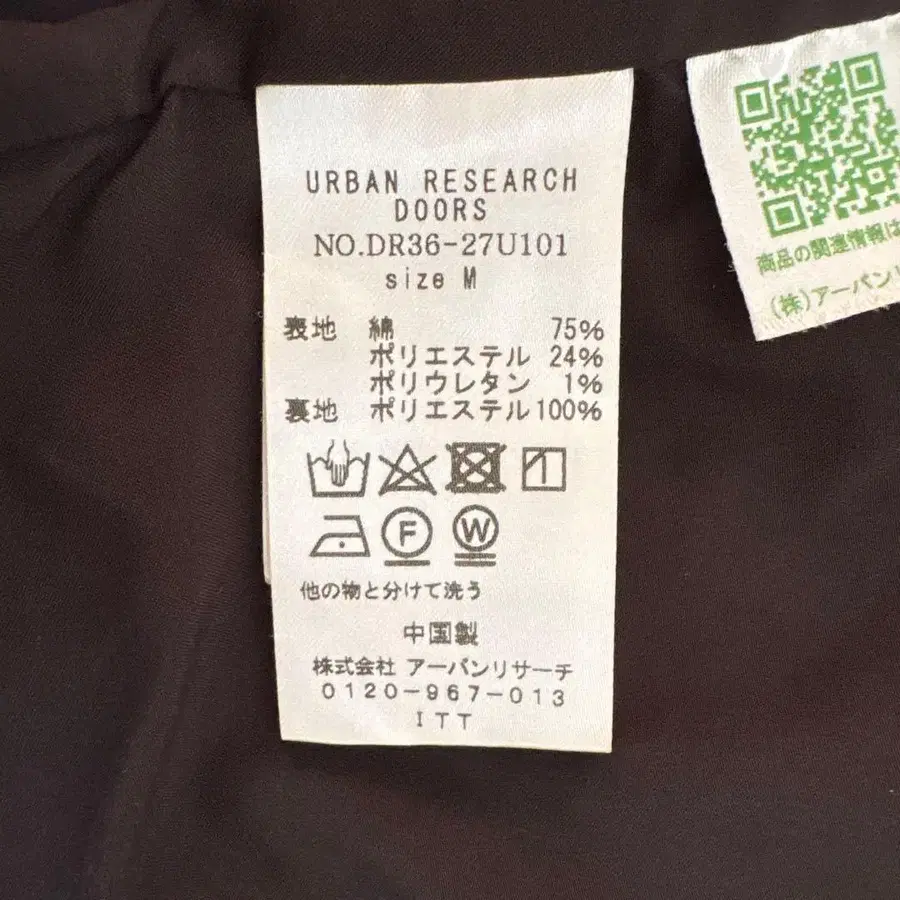 URBAN RESEARCH
DOORS
NO.DR36-27U101
size M
表地 綿 75%
ポリエステル 24%
ポリウレタン 1%
裏地 ポリエステル 100%
F W
他の物と分けて洗う
中国製
株式会社 アーバンリサーチ
0120-967-013
ITT
商品の関連情報は
(株)アーバンリ